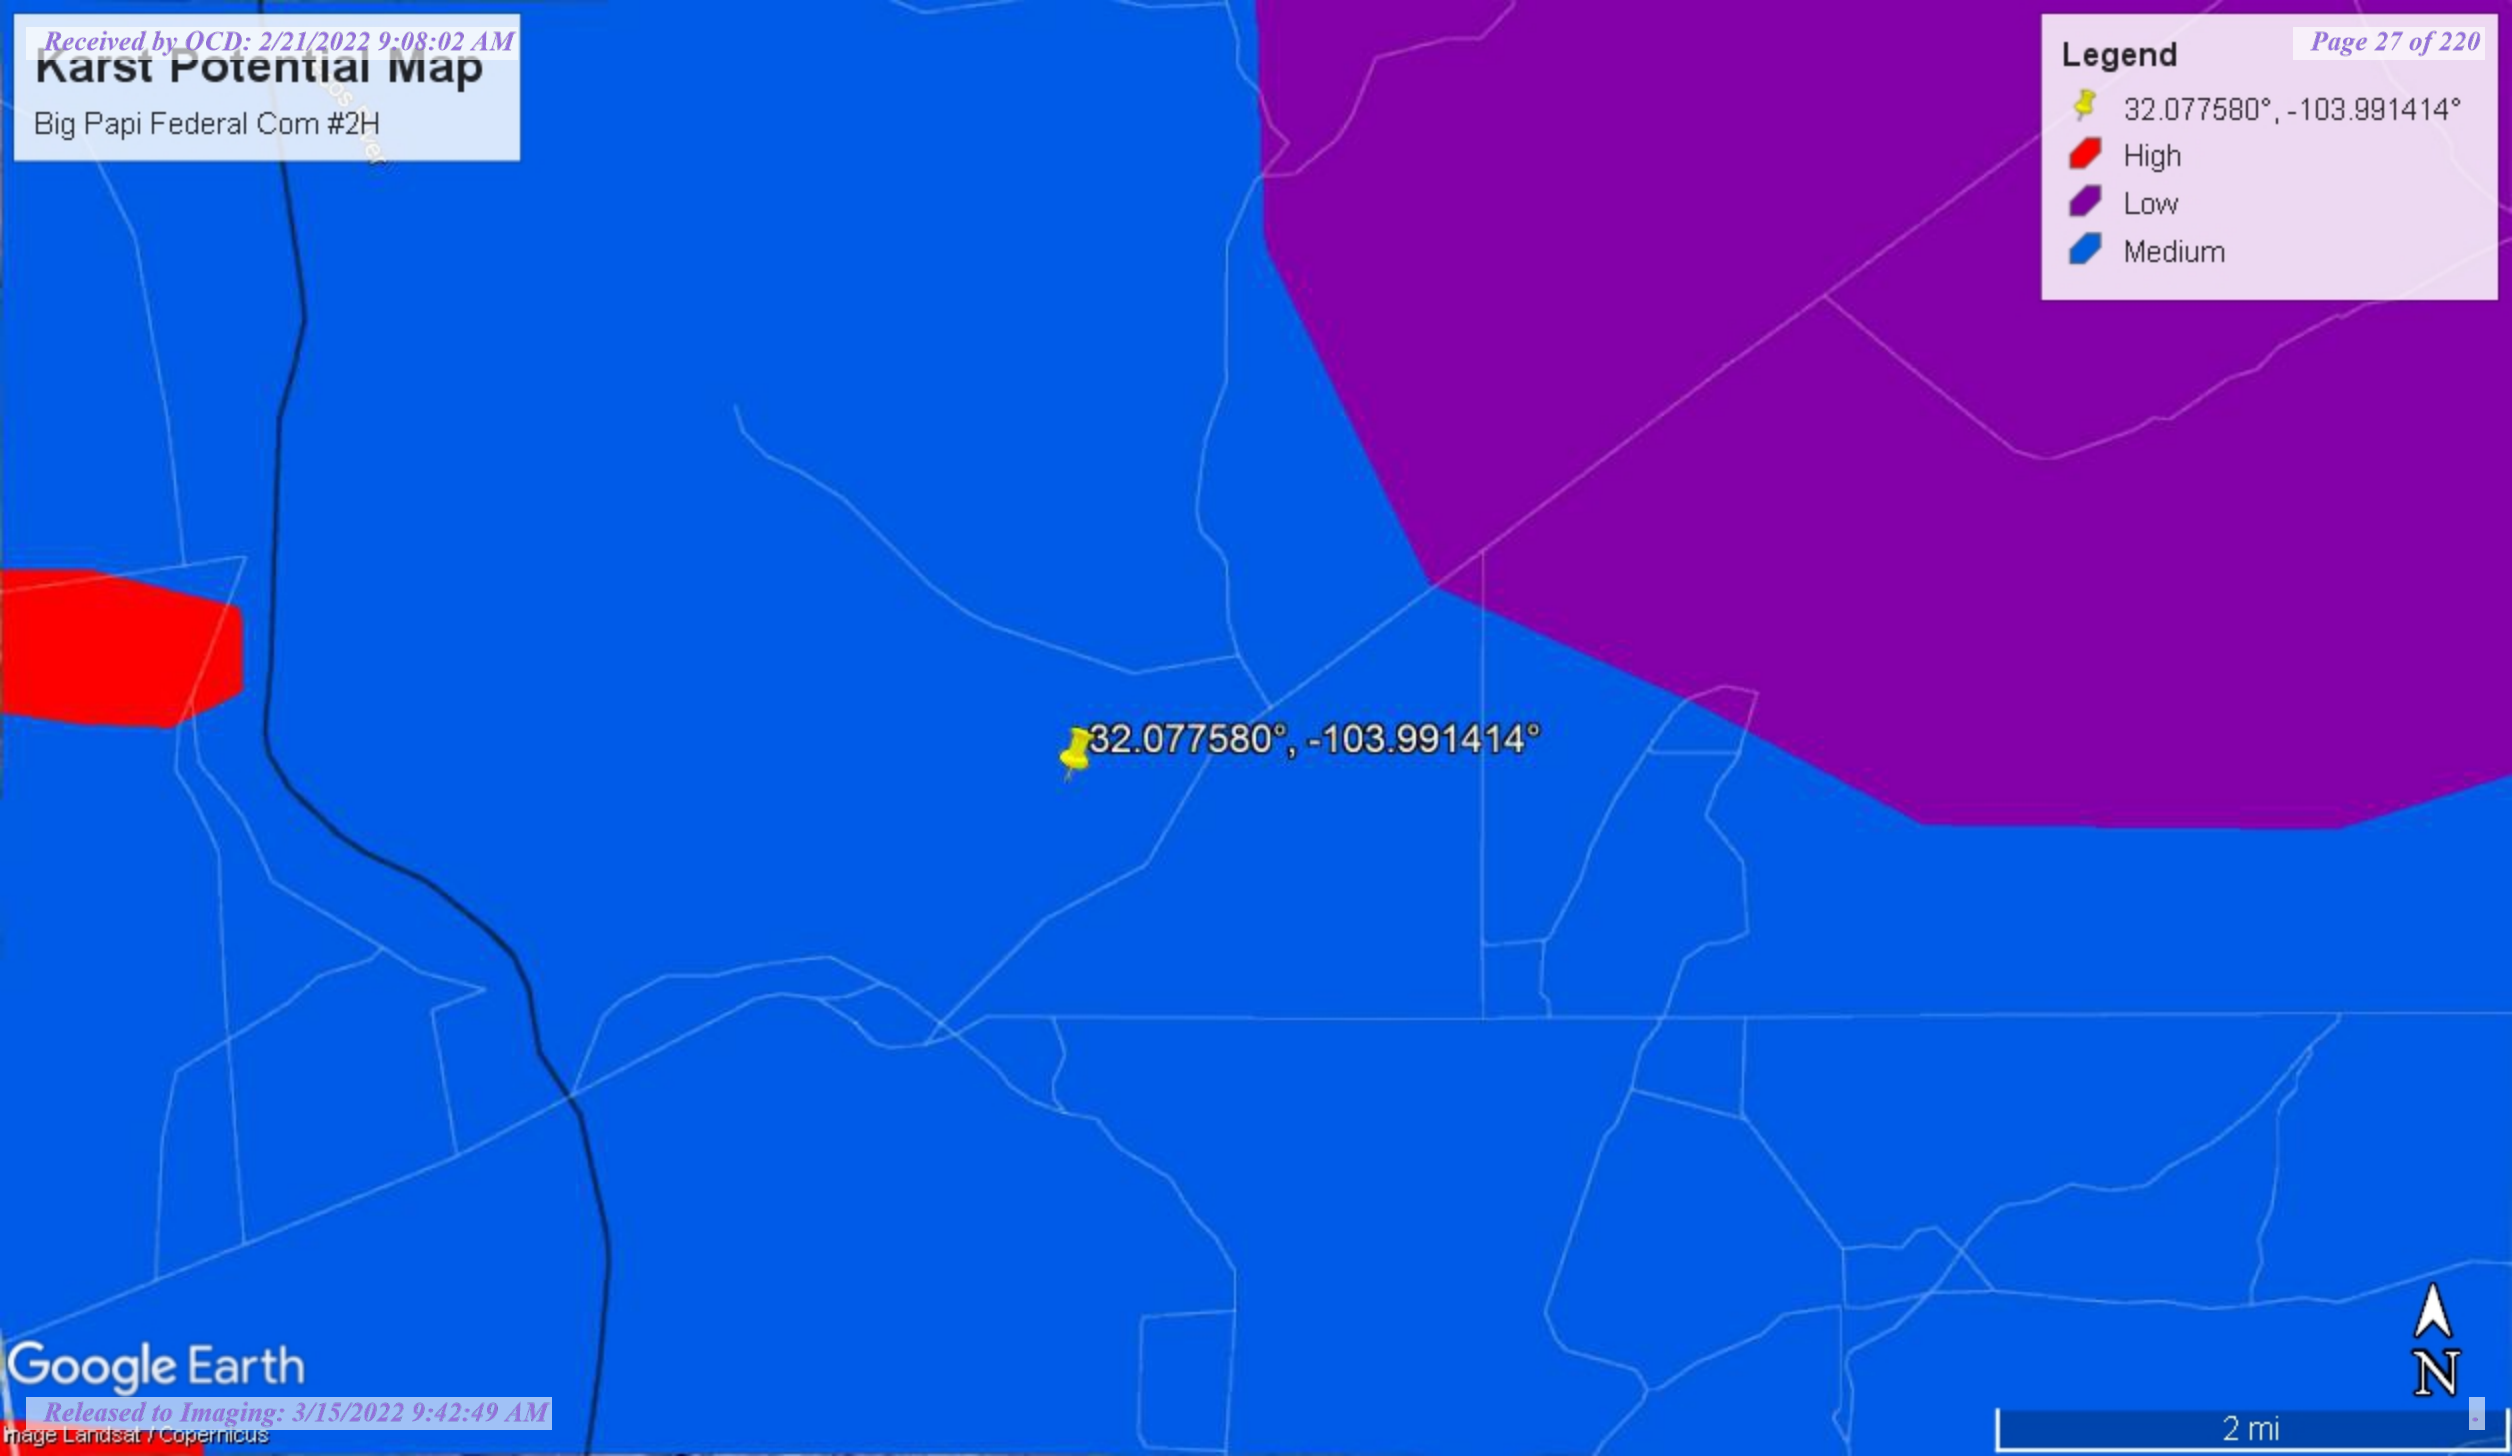 Received by OCD: 2/21/2022 9:08:02 AM
Page 27 of 220
Karst Potential Map
Big Papi Federal Com #2H
Legend
32.077580°, -103.991414°
High
Low
Medium
32.077580°, -103.991414°
Google Earth
N
Released to Imaging: 3/15/2022 9:42:49 AM
Image Landsat / Copernicus
2 mi